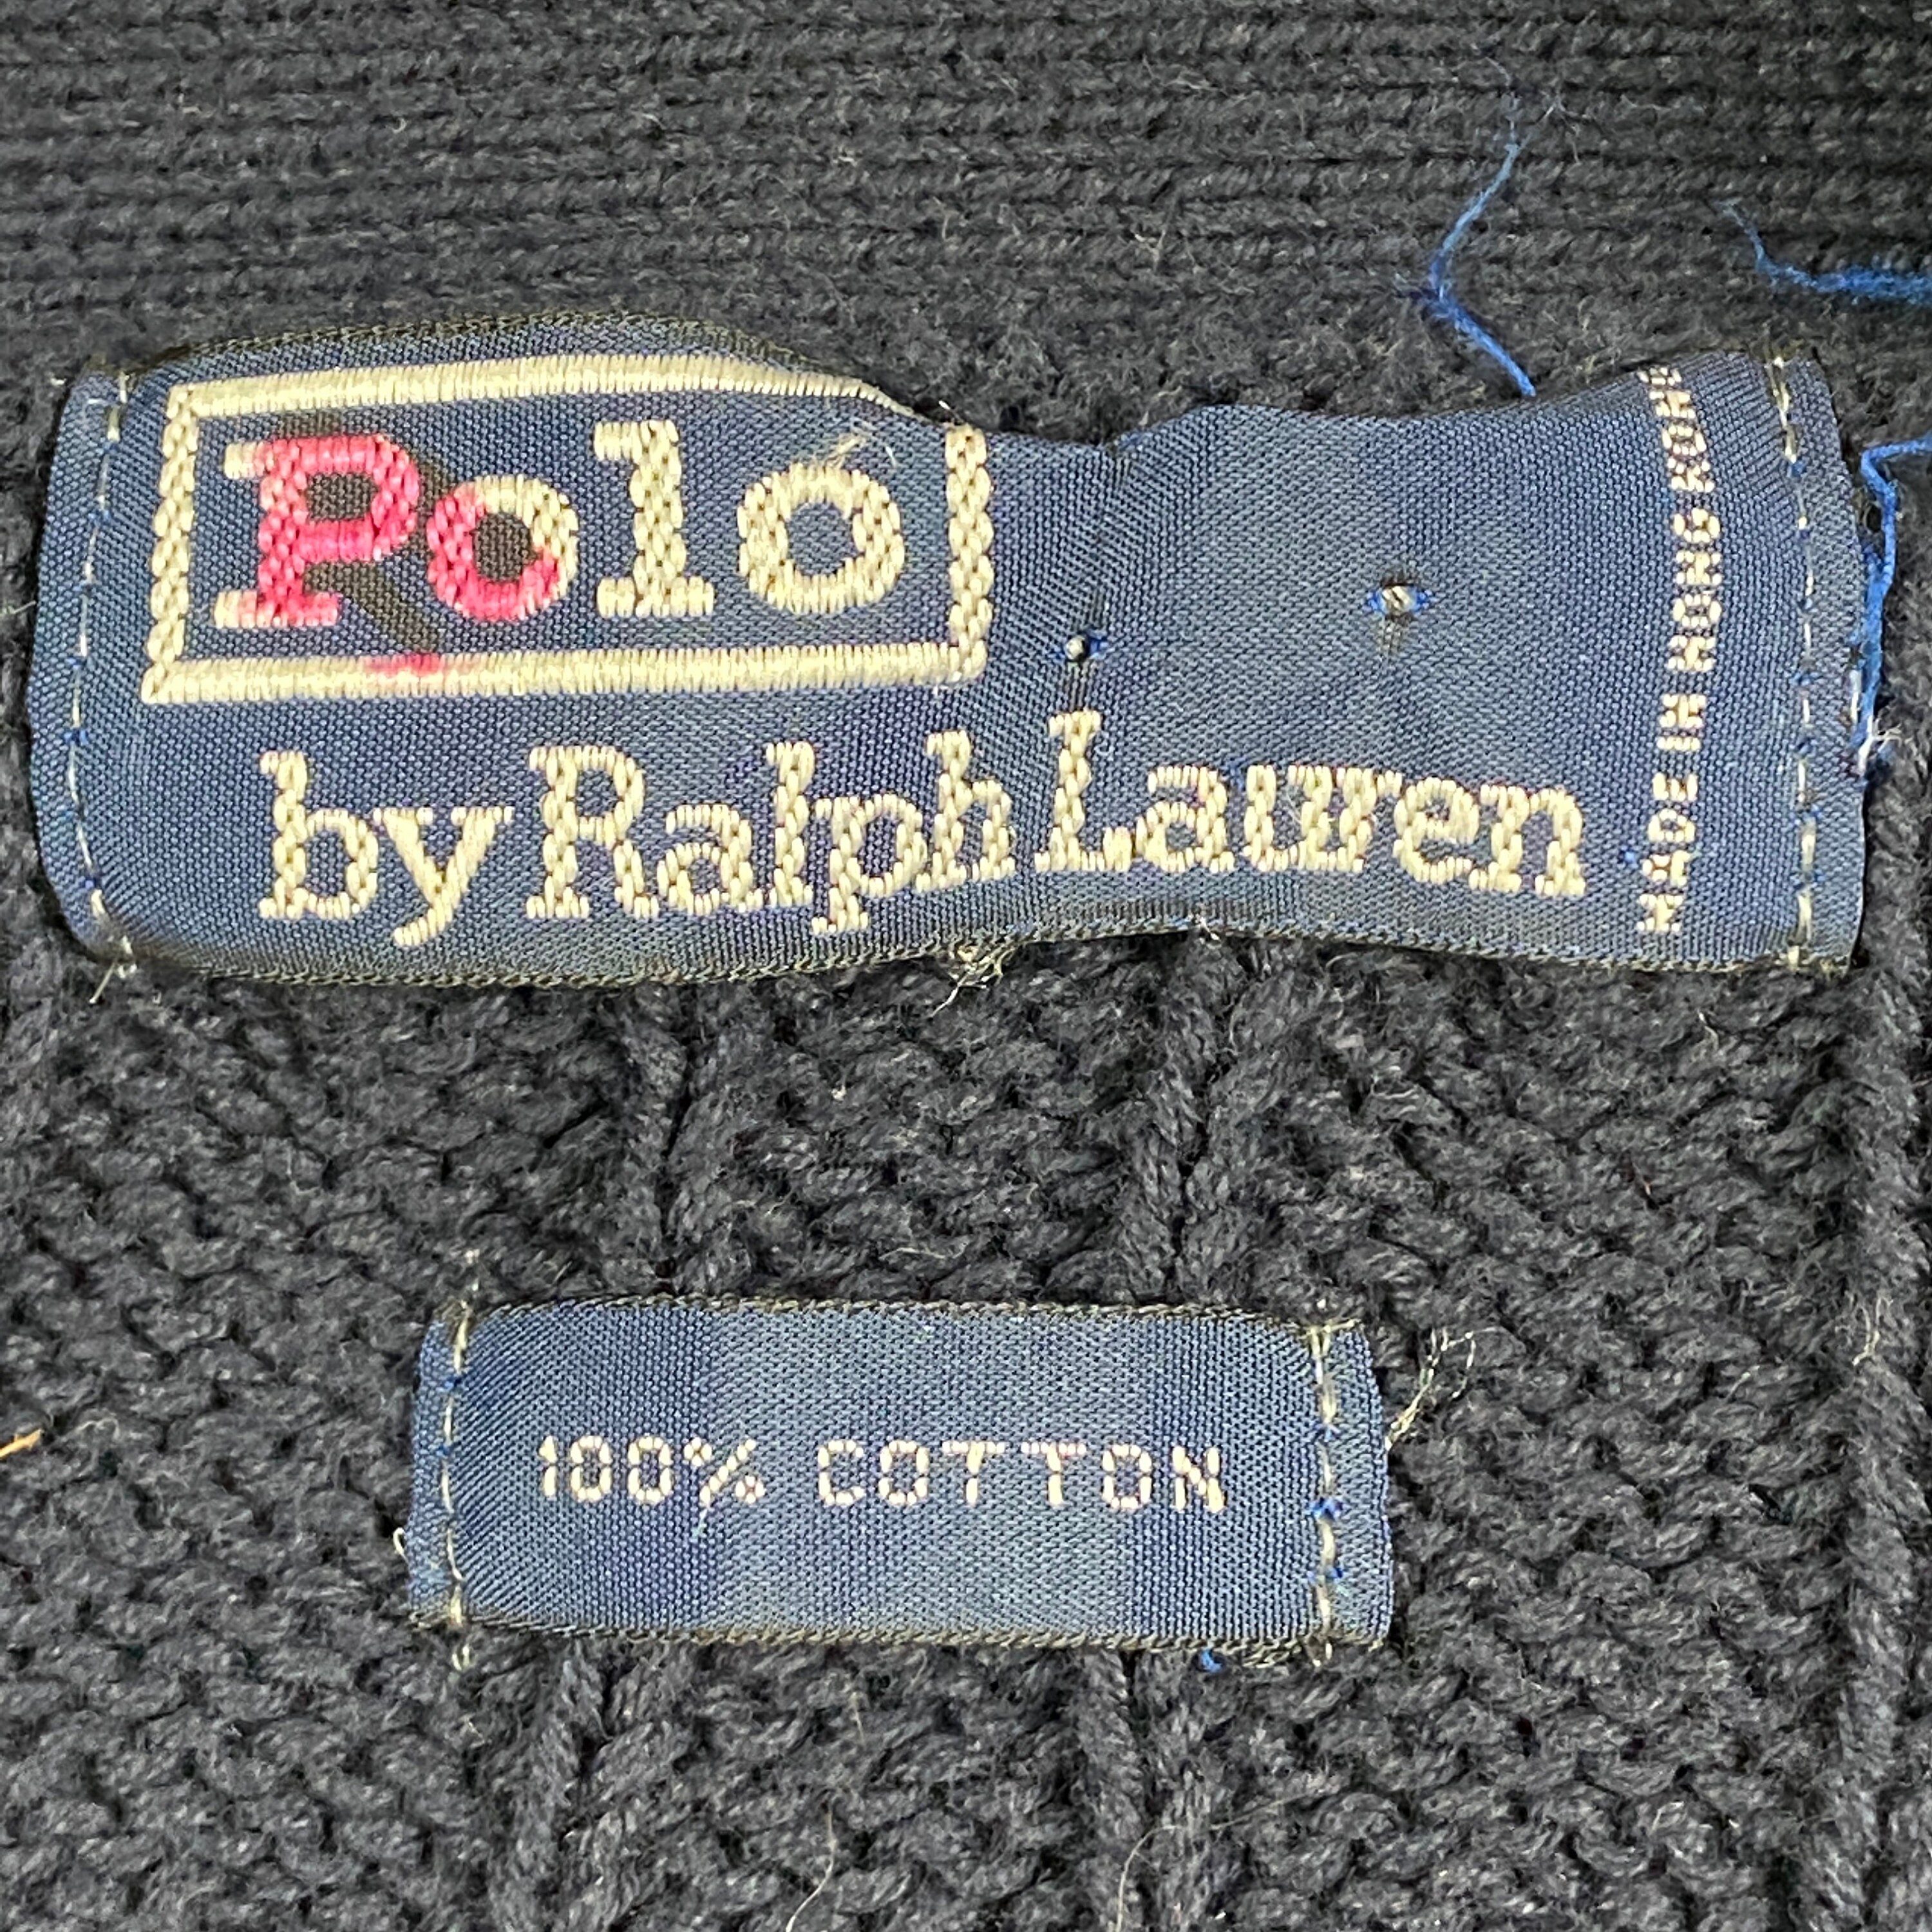 Polo
by Ralph Lauren
MADE IN HONG KONG
100% COTTON